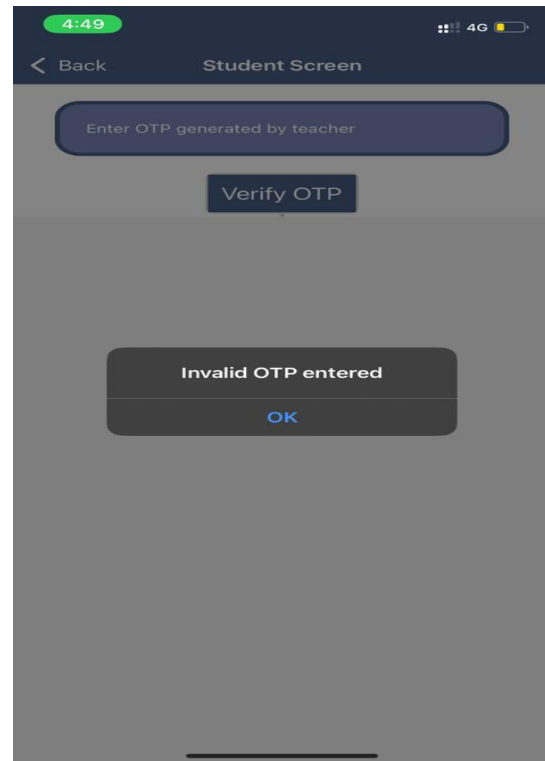 4:49
4G
Back
Student Screen
Enter OTP generated by teacher
Verify OTP
Invalid OTP entered
OK